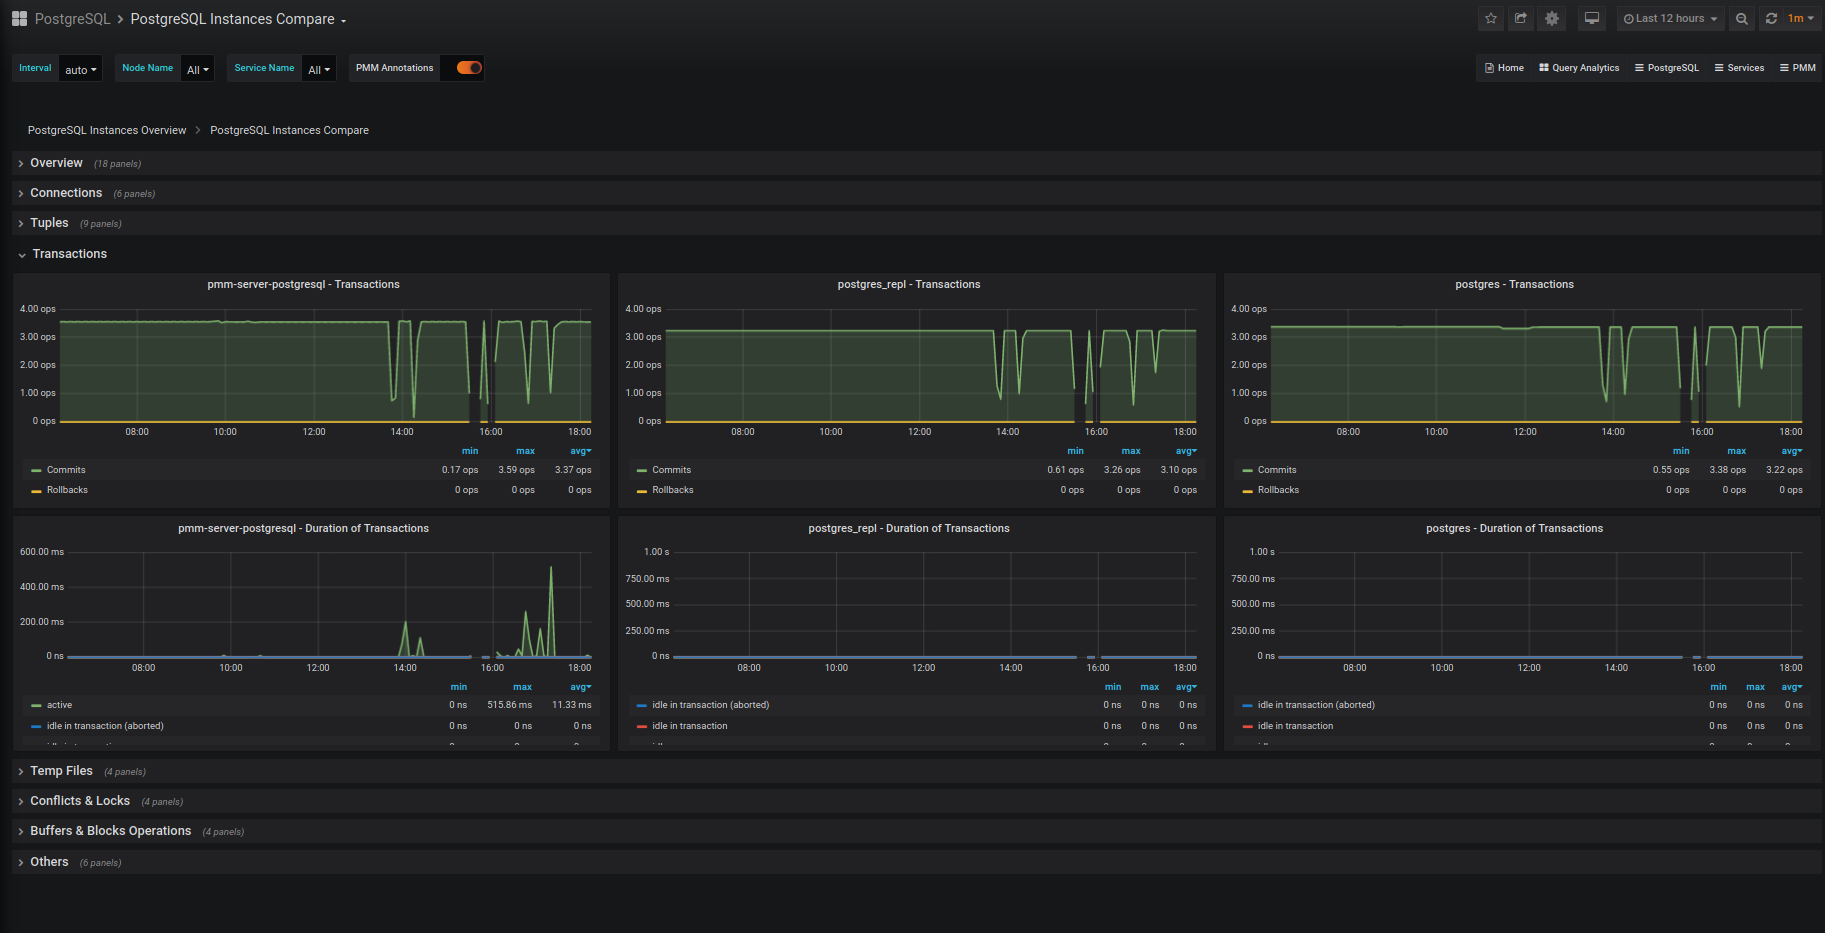 PostgreSQL > PostgreSQL Instances Compare
Last 12 hours
1m
Interval auto Node Name All Service Name All PMM Annotations
Home Query Analytics PostgreSQL Services PMM
PostgreSQL Instances Overview > PostgreSQL Instances Compare
Overview (18 panels)
Connections (6 panels)
Tuples (9 panels)
Transactions
pmm-server-postgresql - Transactions
4.00 ops
3.00 ops
2.00 ops
1.00 ops
0 ops
08:00 10:00 12:00 14:00 16:00 18:00
min max avg
Commits 0.17 ops 3.59 ops 3.37 ops
Rollbacks 0 ops 0 ops 0 ops
postgres_repl - Transactions
4.00 ops
3.00 ops
2.00 ops
1.00 ops
0 ops
08:00 10:00 12:00 14:00 16:00 18:00
min max avg
Commits 0.61 ops 3.26 ops 3.10 ops
Rollbacks 0 ops 0 ops 0 ops
postgres - Transactions
4.00 ops
3.00 ops
2.00 ops
1.00 ops
0 ops
08:00 10:00 12:00 14:00 16:00 18:00
min max avg
Commits 0.55 ops 3.38 ops 3.22 ops
Rollbacks 0 ops 0 ops 0 ops
pmm-server-postgresql - Duration of Transactions
600.00 ms
400.00 ms
200.00 ms
0 ns
08:00 10:00 12:00 14:00 16:00 18:00
min max avg
active 0 ns 515.86 ms 11.33 ms
idle in transaction (aborted) 0 ns 0 ns 0 ns
postgres_repl - Duration of Transactions
1.00 s
750.00 ms
500.00 ms
250.00 ms
0 ns
08:00 10:00 12:00 14:00 16:00 18:00
min max avg
idle in transaction (aborted) 0 ns 0 ns 0 ns
idle in transaction 0 ns 0 ns 0 ns
postgres - Duration of Transactions
1.00 s
750.00 ms
500.00 ms
250.00 ms
0 ns
08:00 10:00 12:00 14:00 16:00 18:00
min max avg
idle in transaction (aborted) 0 ns 0 ns 0 ns
idle in transaction 0 ns 0 ns 0 ns
Temp Files (4 panels)
Conflicts & Locks (4 panels)
Buffers & Blocks Operations (4 panels)
Others (6 panels)